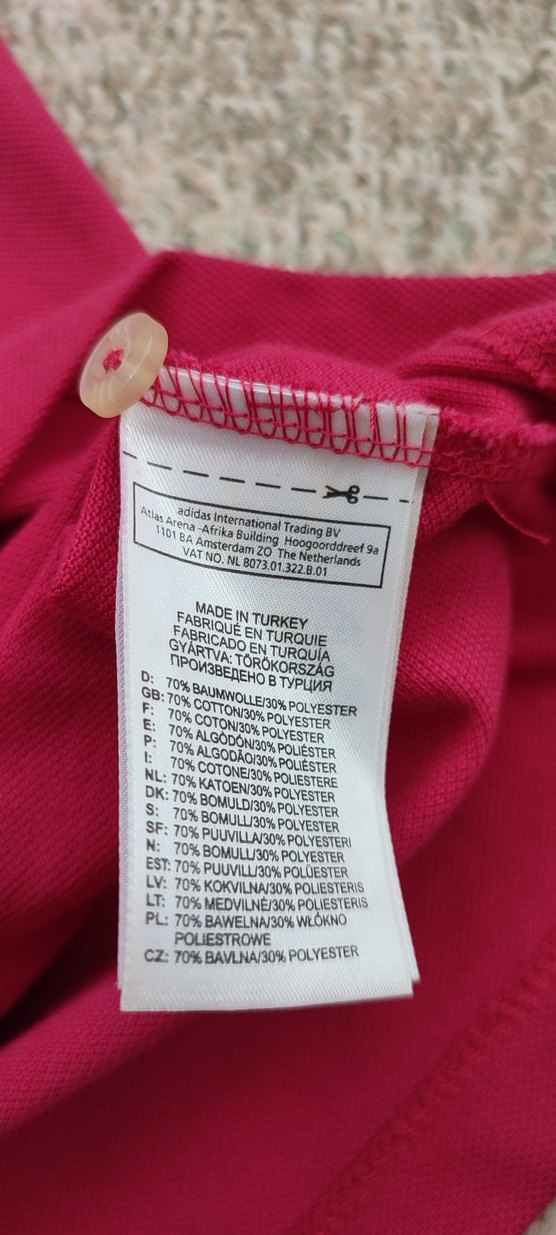 adidas International Trading BV
Atlas Arena -Afrika Building Hoogoorddreef 9a
1101 BA Amsterdam ZO The Netherlands
VAT NO. NL 8073.01.322.B.01
MADE IN TURKEY
FABRIQUÉ EN TURQUIE
FABRICADO EN TURQUÍA
GYÁRTVA: TÖRÖKORSZÁG
ПРОИЗВЕДЕНО В ТУРЦИЯ
D: 70% BAUMWOLLE/30% POLYESTER
GB: 70% COTTON/30% POLYESTER
F: 70% COTON/30% POLYESTER
E: 70% ALGODÓN/30% POLIÉSTER
P: 70% ALGODÃO/30% POLIÉSTER
I: 70% COTONE/30% POLIESTERE
NL: 70% KATOEN/30% POLYESTER
DK: 70% BOMULD/30% POLYESTER
S: 70% BOMULL/30% POLYESTER
SF: 70% PUUVILLA/30% POLYESTERI
N: 70% BOMULL/30% POLYESTER
EST: 70% PUUVILL/30% POLÜESTER
LV: 70% KOKVILNA/30% POLIESTERIS
LT: 70% MEDVILNĖ/30% POLIESTERIS
PL: 70% BAWELNA/30% WŁÓKNO
POLIESTROWE
CZ: 70% BAVLNA/30% POLYESTER